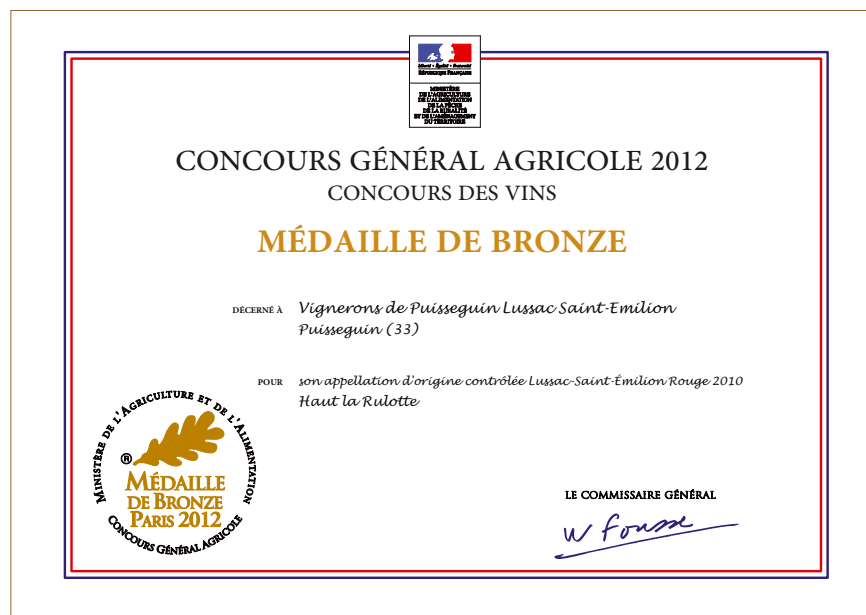 Liberté • Égalité • Fraternité
RÉPUBLIQUE FRANÇAISE
MINISTÈRE
DE L'AGRICULTURE
DE L'ALIMENTATION
DE LA PÊCHE
DE LA RURALITÉ
ET DE L'AMÉNAGEMENT
DU TERRITOIRE
CONCOURS GÉNÉRAL AGRICOLE 2012
CONCOURS DES VINS
MÉDAILLE DE BRONZE
DÉCERNÉ À Vignerons de Puisseguin Lussac Saint-Emilion
Puisseguin (33)
POUR son appellation d'origine contrôlée Lussac-Saint-Émilion Rouge 2010
Haut la Rulotte
MINISTÈRE DE L'AGRICULTURE ET DE L'ALIMENTATION
®
MÉDAILLE
DE BRONZE
PARIS 2012
CONCOURS GÉNÉRAL AGRICOLE
LE COMMISSAIRE GÉNÉRAL